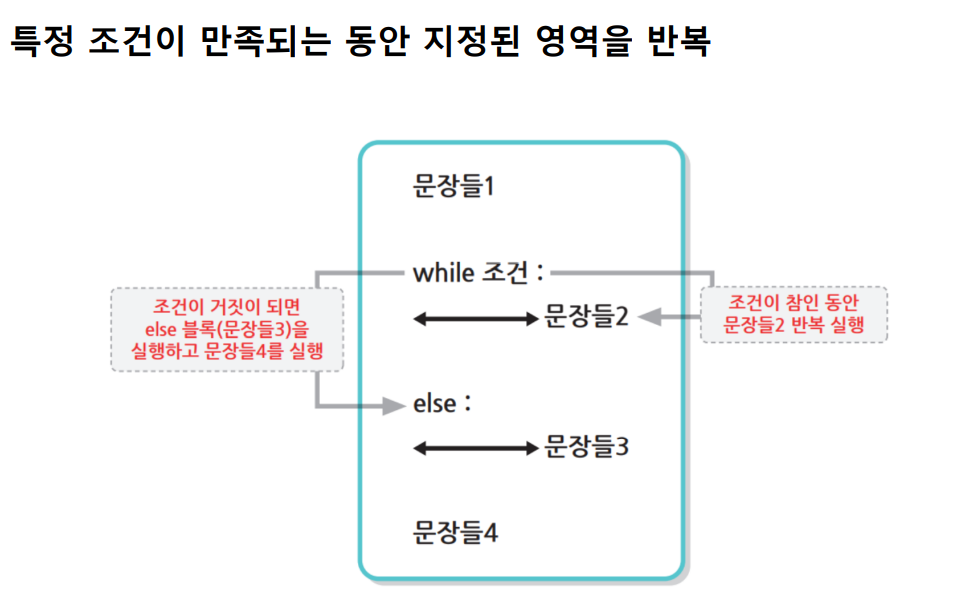 특정 조건이 만족되는 동안 지정된 영역을 반복
문장들1
while 조건 :
조건이 거짓이 되면
else 블록(문장들3)을
실행하고 문장들4를 실행
문장들2
조건이 참인 동안
문장들2 반복 실행
else :
문장들3
문장들4